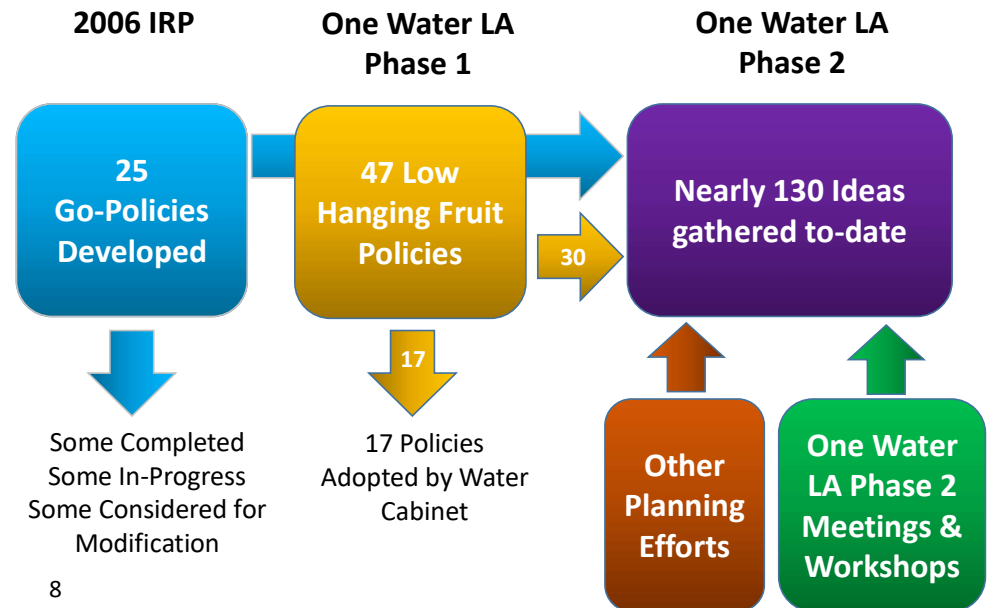 2006 IRP
One Water LA
Phase 1
One Water LA
Phase 2
25
Go-Policies
Developed
47 Low
Hanging Fruit
Policies
30
Nearly 130 Ideas
gathered to-date
17
Some Completed
Some In-Progress
Some Considered for
Modification
17 Policies
Adopted by Water
Cabinet
Other
Planning
Efforts
One Water
LA Phase 2
Meetings &
Workshops
8